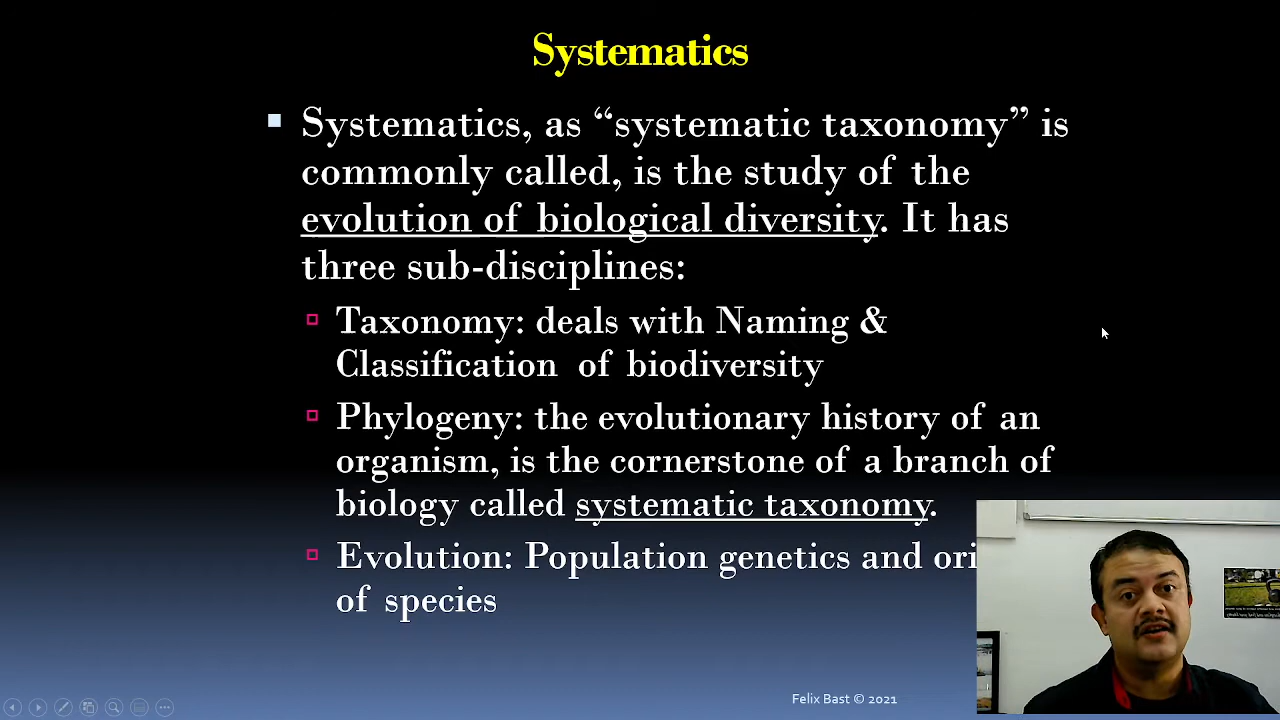 Systematics
Systematics, as “systematic taxonomy” is
commonly called, is the study of the
evolution of biological diversity. It has
three sub-disciplines:
Taxonomy: deals with Naming &
Classification of biodiversity
Phylogeny: the evolutionary history of an
organism, is the cornerstone of a branch of
biology called systematic taxonomy.
Evolution: Population genetics and ori
of species
Felix Bast © 2021